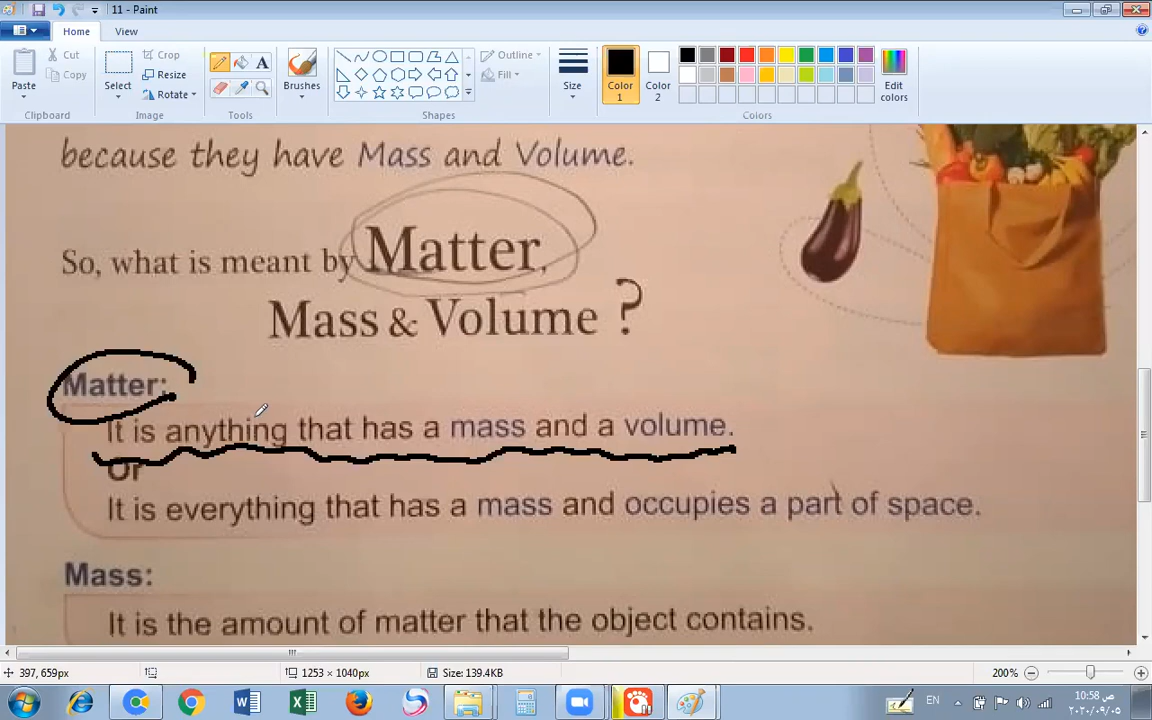 11 - Paint
Home
View
Paste
Cut
Copy
Clipboard
Select
Crop
Resize
Rotate
Image
Tools
Brushes
Shapes
Outline
Fill
Size
Color 1
Color 2
Edit colors
Colors
because they have Mass and Volume.
So, what is meant by Matter,
Mass & Volume ?
Matter:
It is anything that has a mass and a volume.
Or
It is everything that has a mass and occupies a part of space.
Mass:
It is the amount of matter that the object contains.
397, 659px
1253 × 1040px
Size: 139.4KB
200%
EN
10:58 ص
٢٠٢٠/٠٩/٠٥